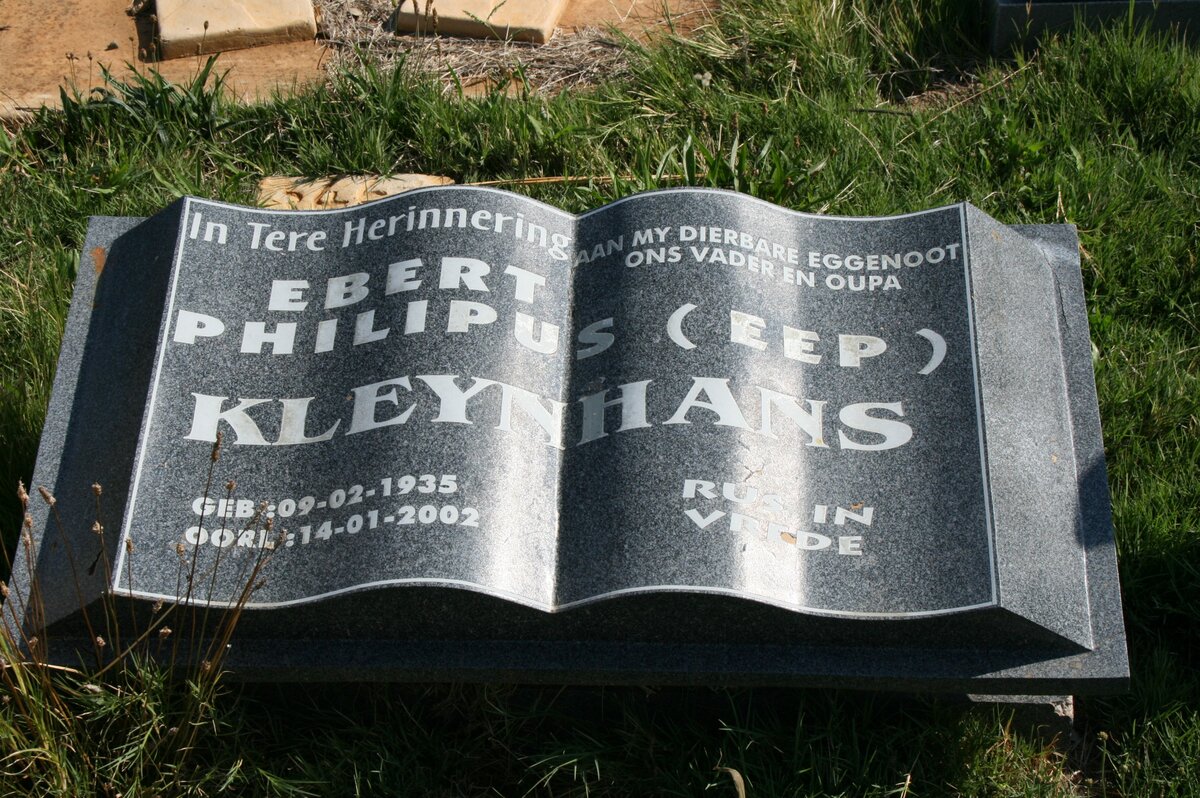 In Tere Herinnering
AAN MY DIERBARE EGGENOOT
ONS VADER EN OUPA
EBERT
PHILIPUS (EEP)
KLEYNHANS
GEB :09-02-1935
OORL :14-01-2002
RUS IN
VREDE